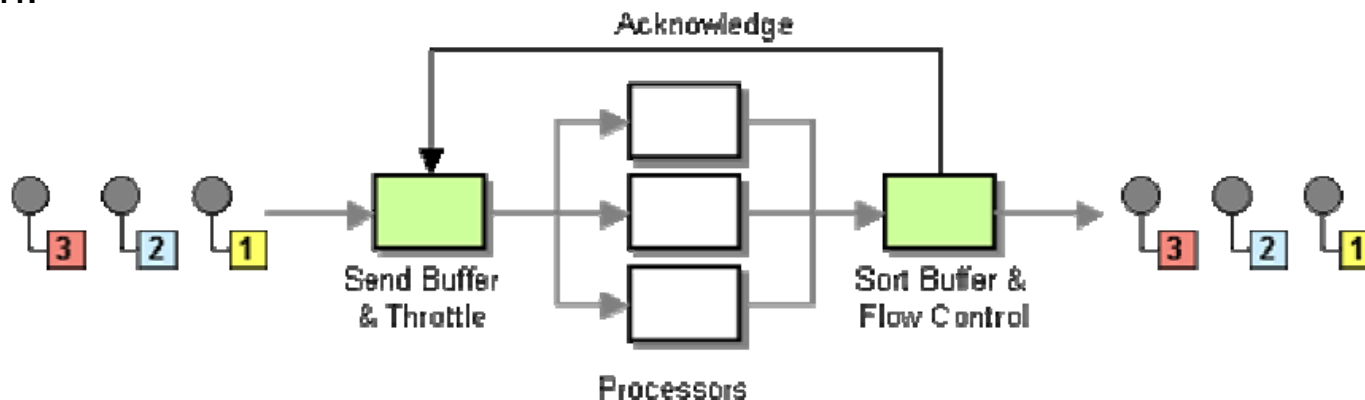 Acknowledge
3 2 1
3 2 1
Send Buffer
& Throttle
Sort Buffer &
Flow Control
Processors